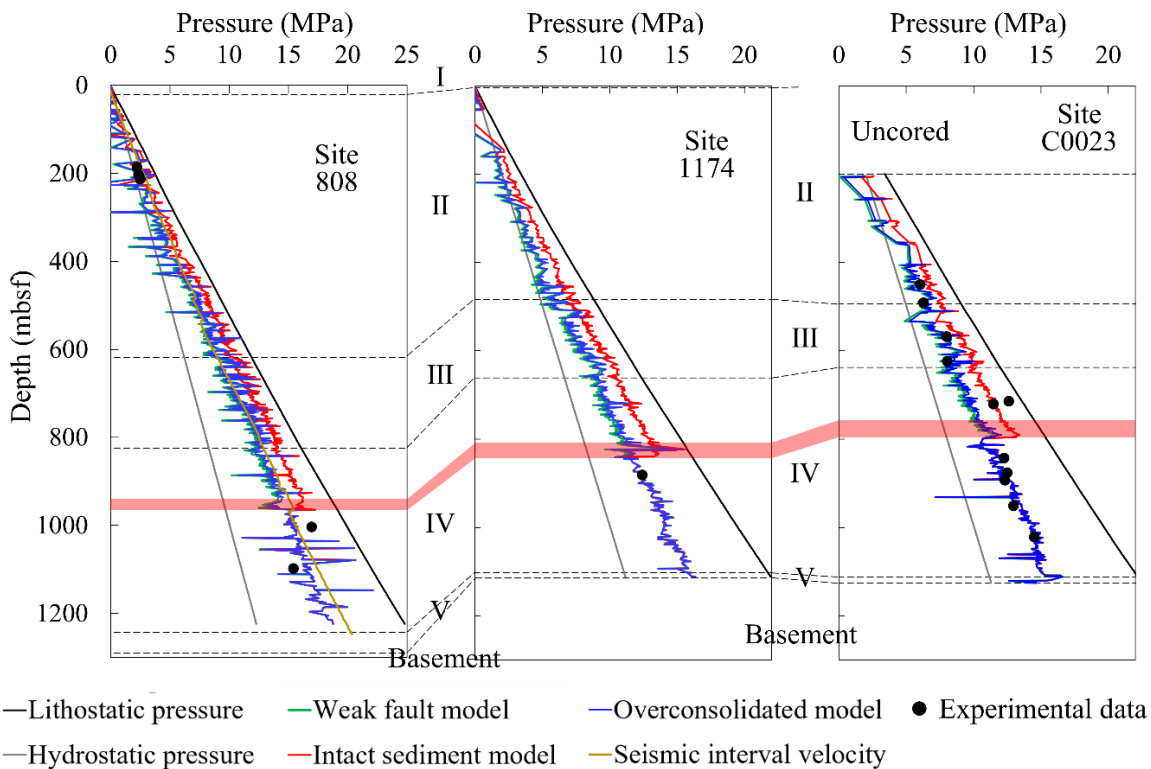 Pressure (MPa) Pressure (MPa) Pressure (MPa)
0 5 10 15 20 25 0 5 10 15 20 0 5 10 15 20
Depth (mbsf)
0
200
400
600
800
1000
1200
Site
808
Site
1174
Uncored
Site
C0023
I
II
III
IV
V
Basement
II
III
IV
V
Basement
Lithostatic pressure Weak fault model Overconsolidated model Experimental data
Hydrostatic pressure Intact sediment model Seismic interval velocity